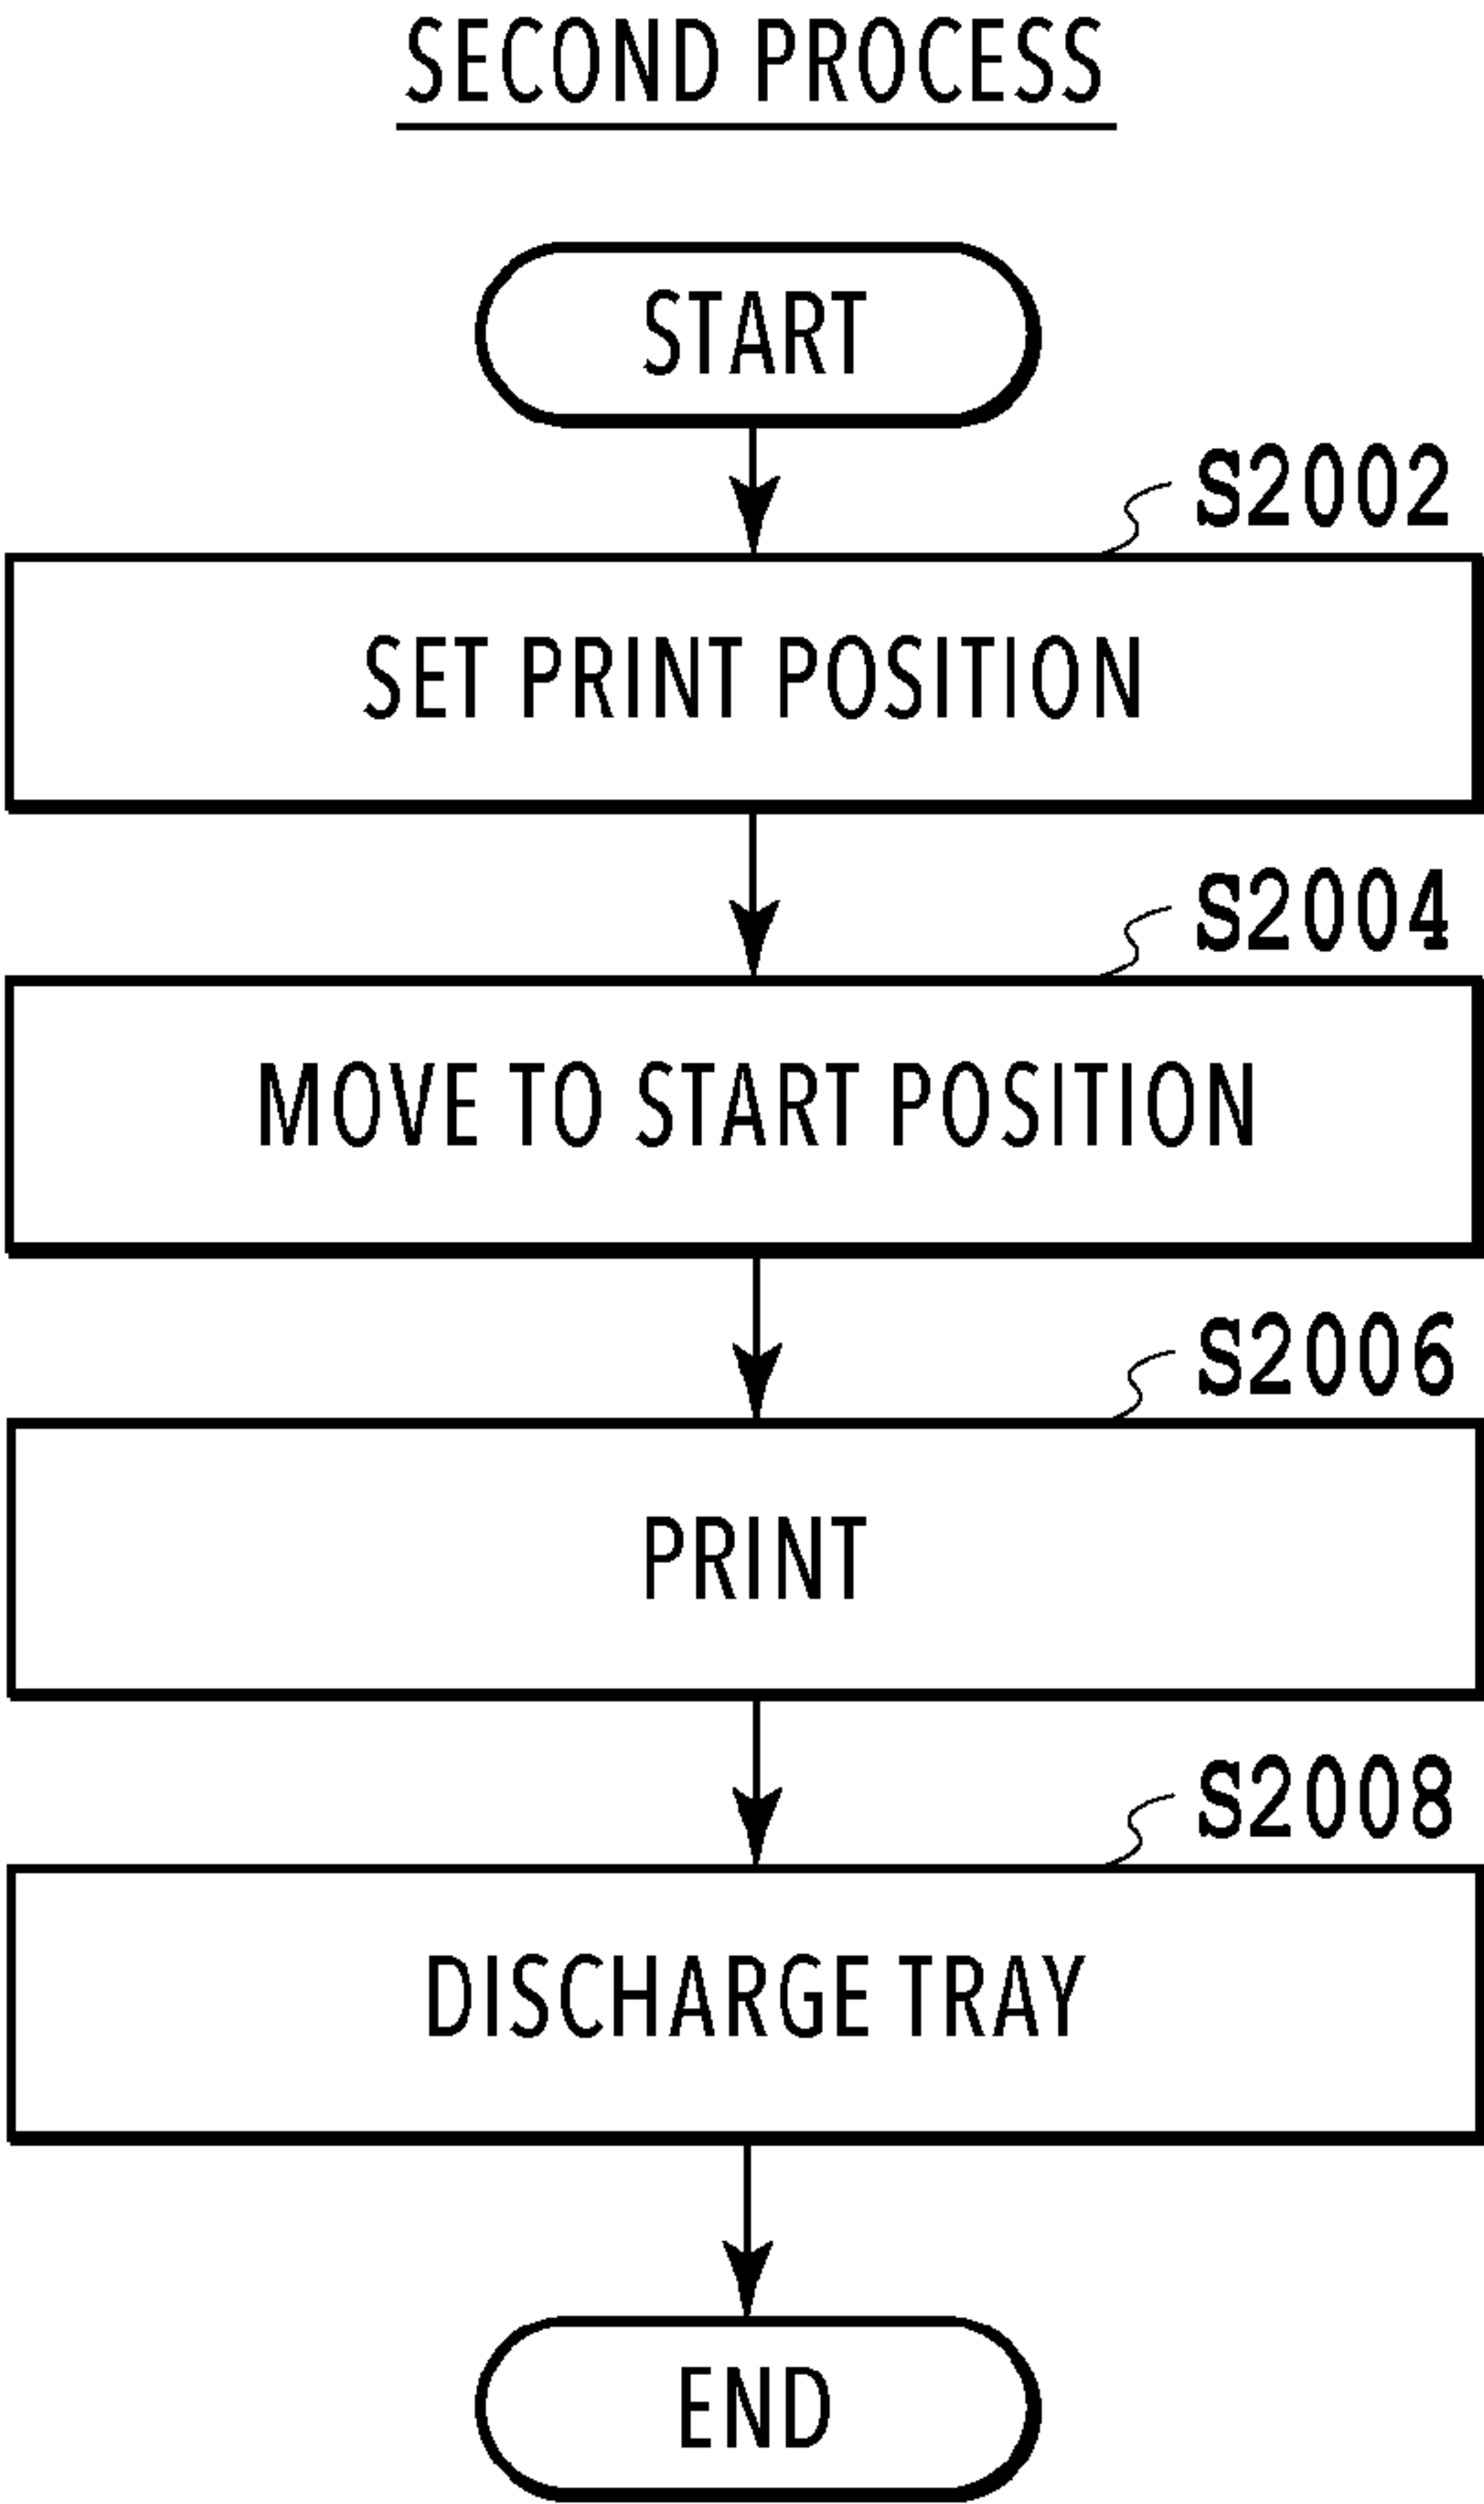 SECOND PROCESS
START
S2002
SET PRINT POSITION
S2004
MOVE TO START POSITION
S2006
PRINT
S2008
DISCHARGE TRAY
END